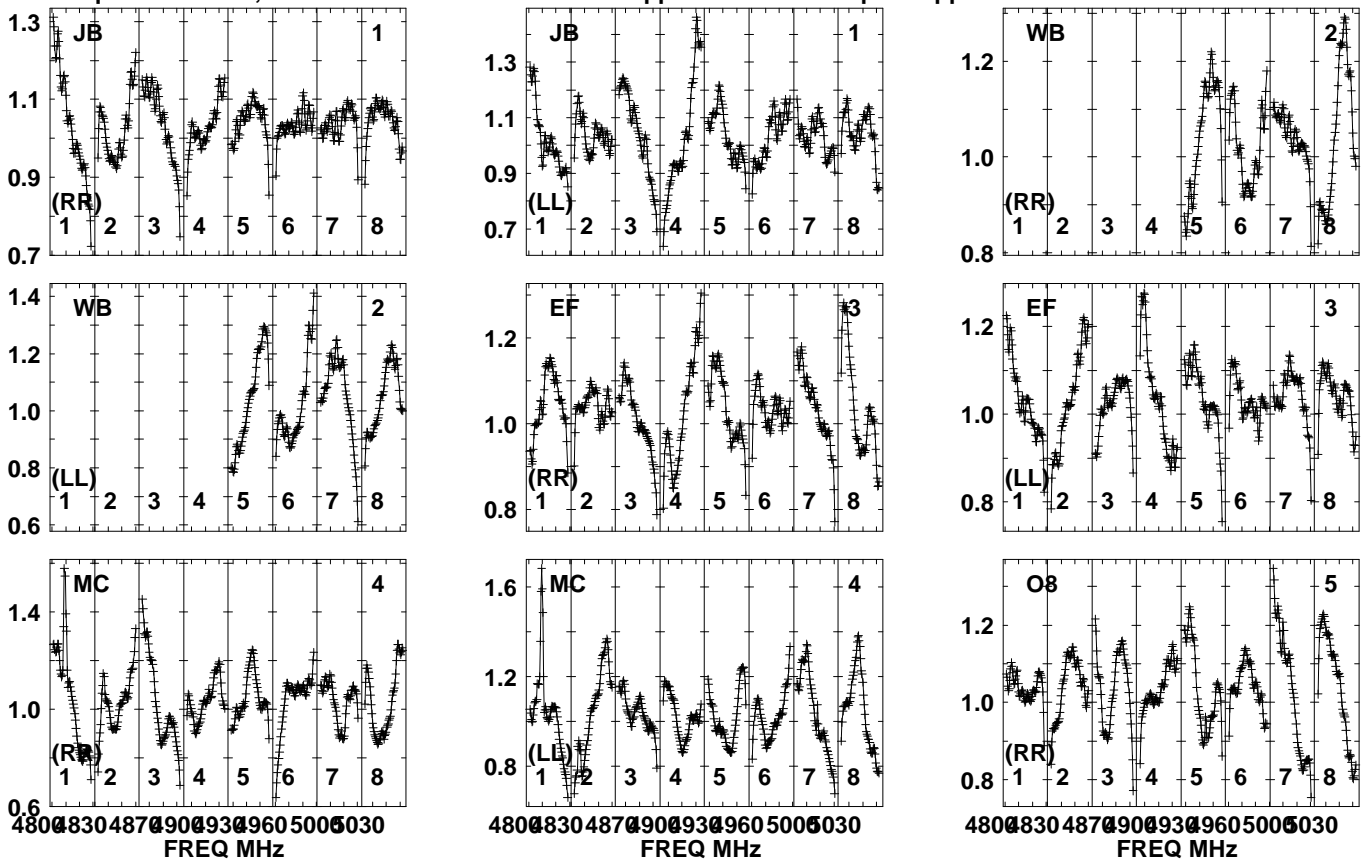 1.3 JB 1
1.1
0.9
(RR)
1 2 3 4 5 6 7 8
0.7
JB 1
1.3
1.1
0.9
(LL)
0.7
1 2 3 4 5 6 7 8
WB 2
1.2
1.0
(RR)
1 2 3 4 5 6 7 8
0.8
1.4 WB 2
1.2
1.0
0.8
(LL)
1 2 3 4 5 6 7 8
0.6
EF 3
1.2
1.0
(RR)
0.8
1 2 3 4 5 6 7 8
EF 3
1.2
1.0
(LL)
0.8
1 2 3 4 5 6 7 8
MC 4
1.4
1.2
1.0
(RR)
0.8
1 2 3 4 5 6 7 8
0.6
4800 4830 4870 4900 4930 4960 5000 5030
FREQ MHz
1.6 MC 4
1.4
1.2
1.0
(LL)
0.8
1 2 3 4 5 6 7 8
4800 4830 4870 4900 4930 4960 5000 5030
FREQ MHz
O8 5
1.2
1.0
(RR)
0.8
1 2 3 4 5 6 7 8
4800 4830 4870 4900 4930 4960 5000 5030
FREQ MHz